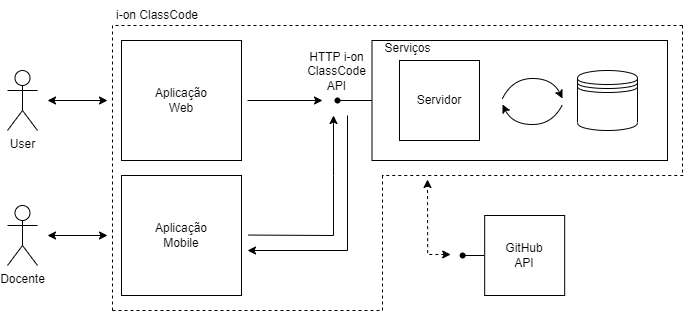 i-on ClassCode
Aplicação
Web
HTTP i-on
ClassCode
API
Serviços
Servidor
User
Aplicação
Mobile
Docente
GitHub
API